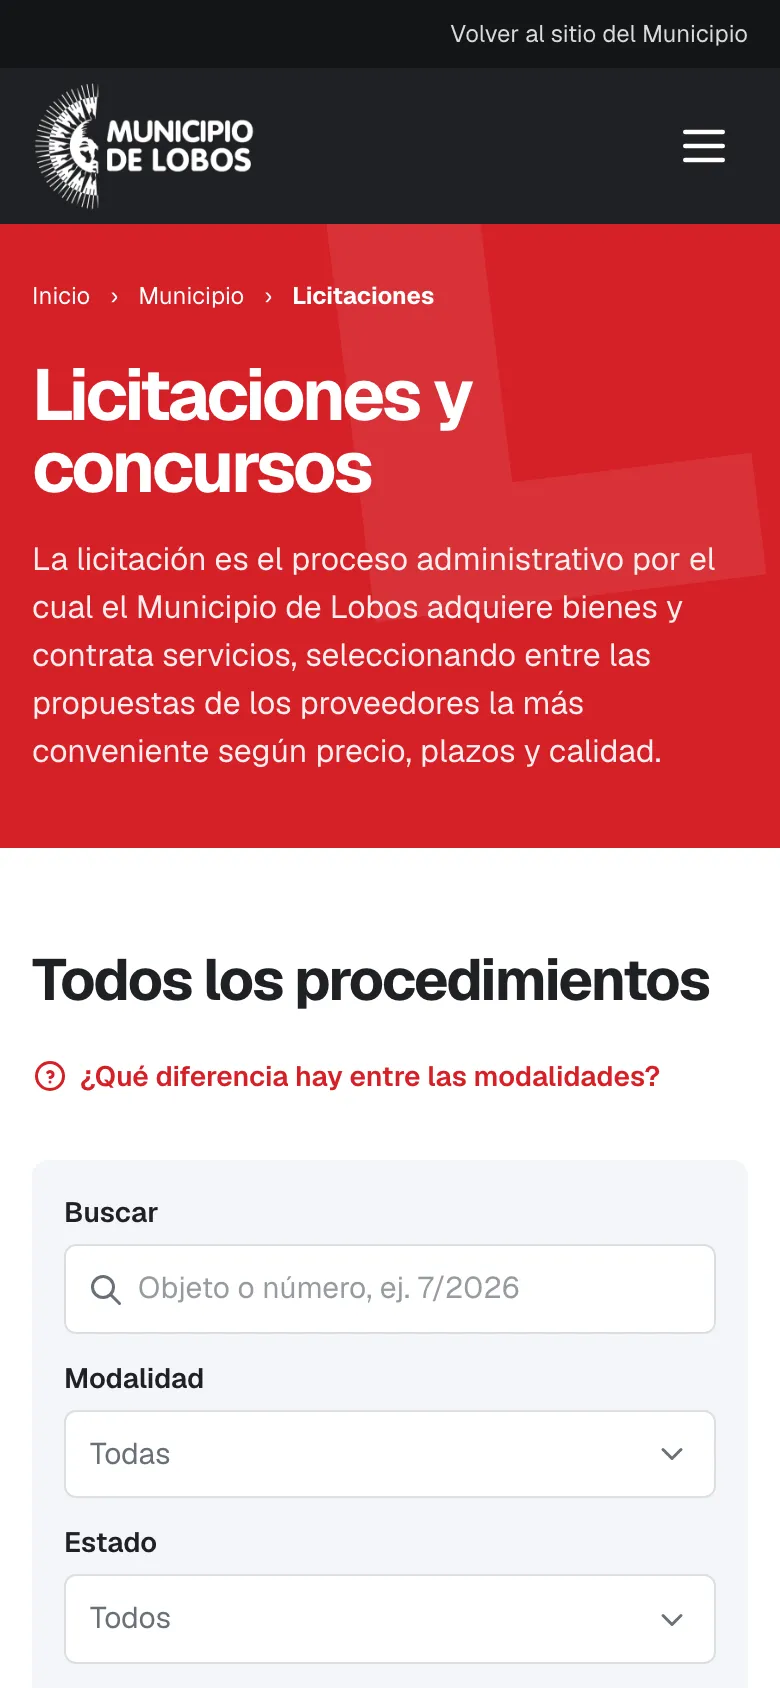 Volver al sitio del Municipio
MUNICIPIO
DE LOBOS
Inicio › Municipio › Licitaciones
Licitaciones y
concursos
La licitación es el proceso administrativo por el
cual el Municipio de Lobos adquiere bienes y
contrata servicios, seleccionando entre las
propuestas de los proveedores la más
conveniente según precio, plazos y calidad.
Todos los procedimientos
¿Qué diferencia hay entre las modalidades?
Buscar
Objeto o número, ej. 7/2026
Modalidad
Todas
Estado
Todos